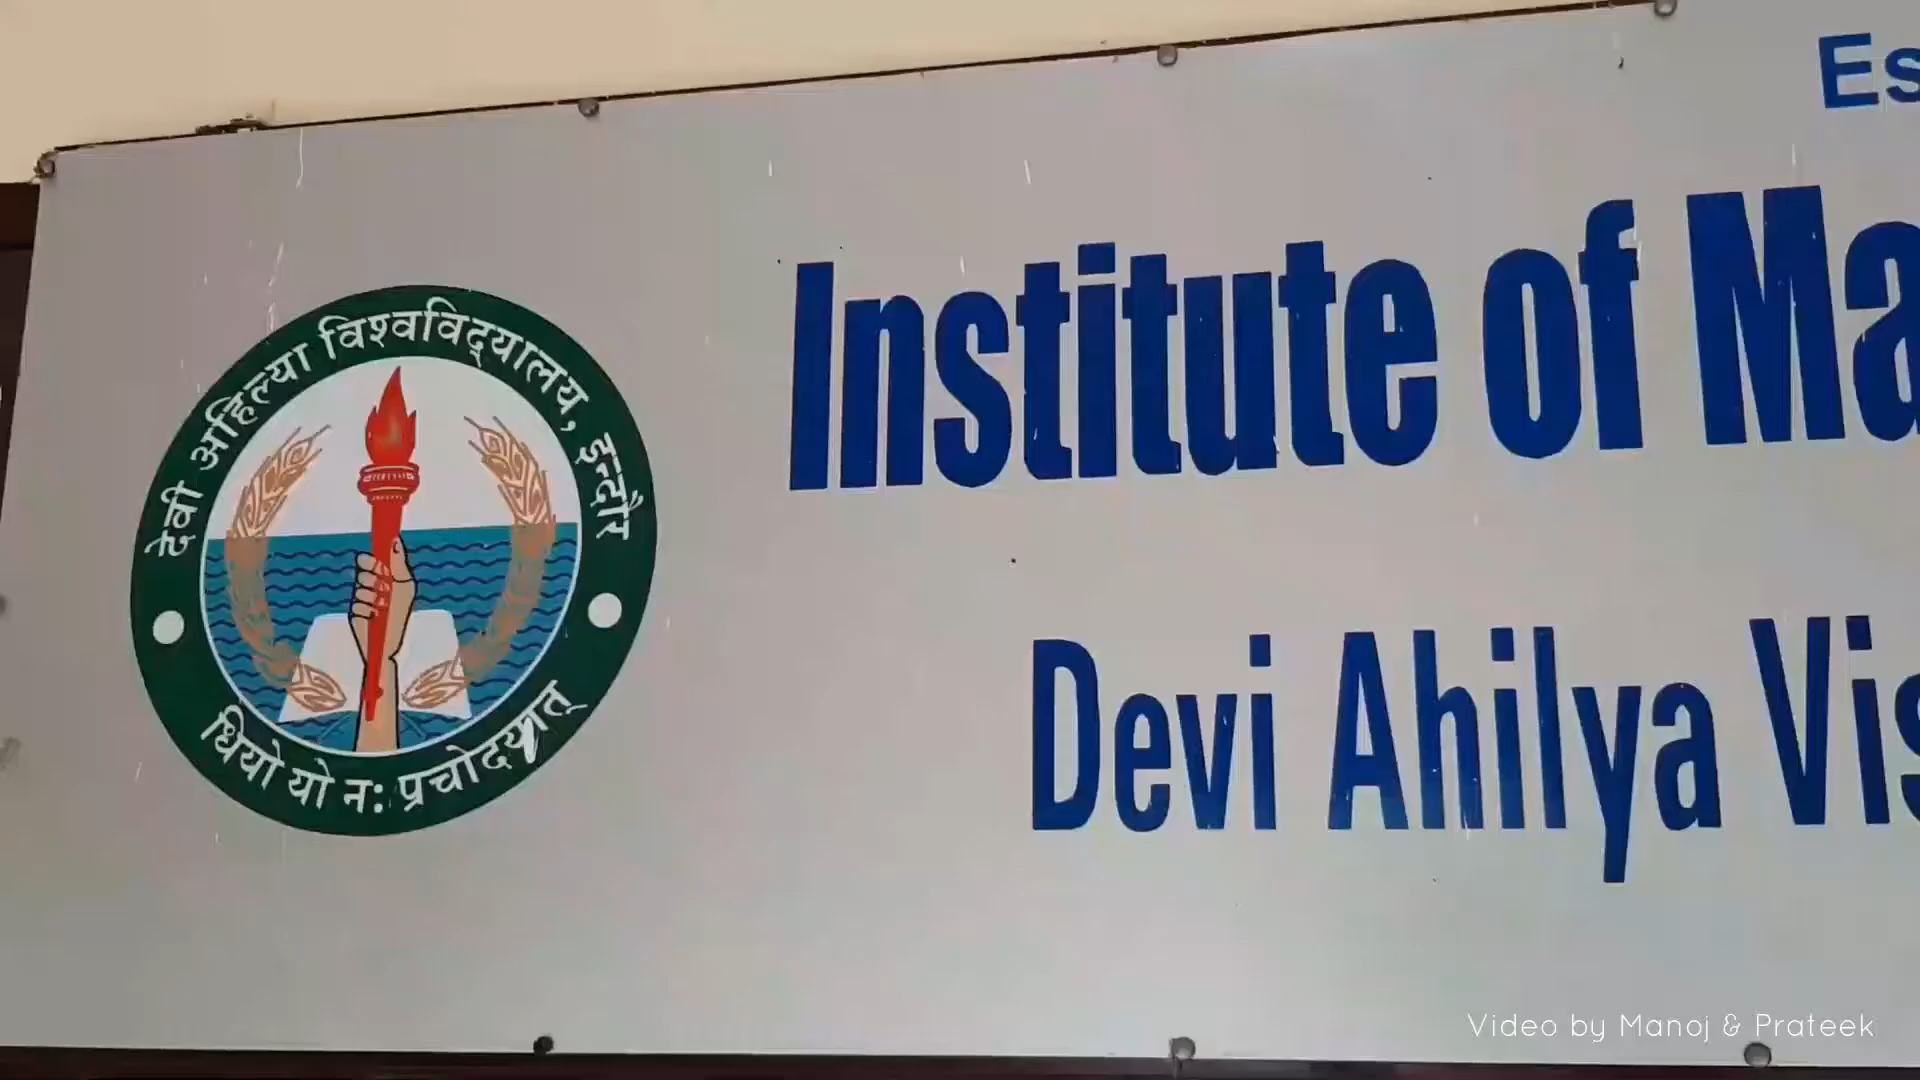 देवी अहिल्या विश्वविद्यालय, इन्दौर
धियो यो नः प्रचोदयात्
Es
Institute of Ma
Devi Ahilya Vis
Video by Manoj & Prateek